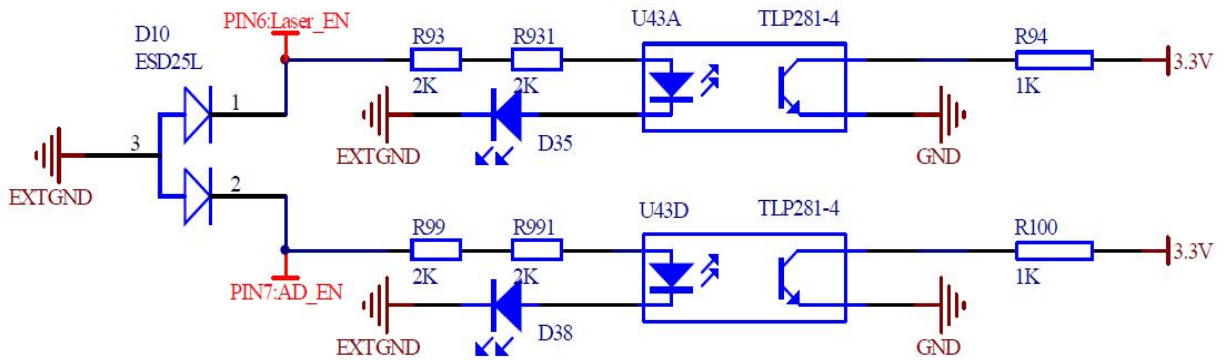 PIN6:Laser_EN
D10
ESD25L
1
3
2
EXTGND
PIN7:AD_EN
R93
2K
R931
2K
EXTGND
D35
U43A
TLP281-4
R94
1K
3.3V
GND
R99
2K
R991
2K
EXTGND
D38
U43D
TLP281-4
R100
1K
3.3V
GND